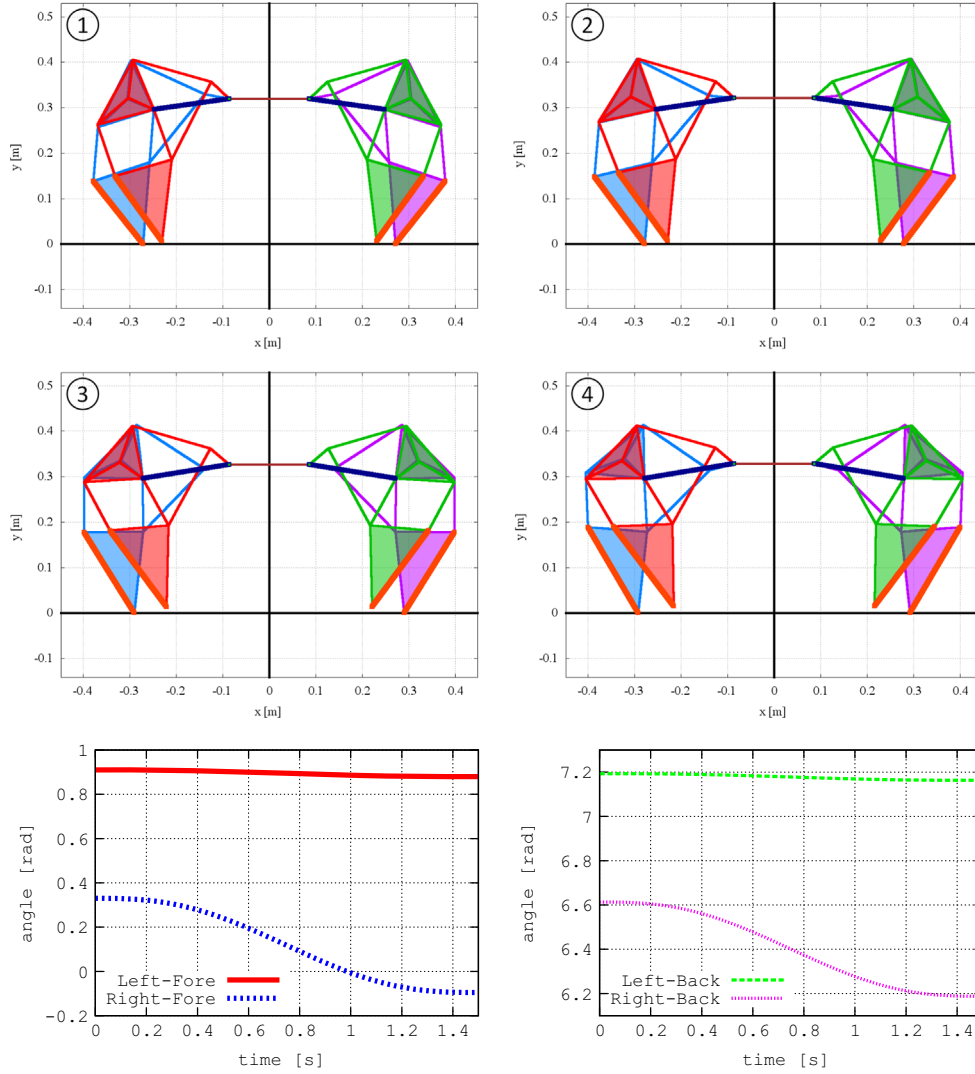 ① ②
0.5 0.4 0.3 0.2 0.1 0 -0.1
y [m]
-0.4 -0.3 -0.2 -0.1 0 0.1 0.2 0.3 0.4
x [m]
0.5 0.4 0.3 0.2 0.1 0 -0.1
y [m]
-0.4 -0.3 -0.2 -0.1 0 0.1 0.2 0.3 0.4
x [m]
③ ④
0.5 0.4 0.3 0.2 0.1 0 -0.1
y [m]
-0.4 -0.3 -0.2 -0.1 0 0.1 0.2 0.3 0.4
x [m]
0.5 0.4 0.3 0.2 0.1 0 -0.1
y [m]
-0.4 -0.3 -0.2 -0.1 0 0.1 0.2 0.3 0.4
x [m]
1 0.8 0.6 0.4 0.2 0 -0.2
angle [rad]
Left-Fore
Right-Fore
0 0.2 0.4 0.6 0.8 1 1.2 1.4
time [s]
7.2 7 6.8 6.6 6.4 6.2
angle [rad]
Left-Back
Right-Back
0 0.2 0.4 0.6 0.8 1 1.2 1.4
time [s]